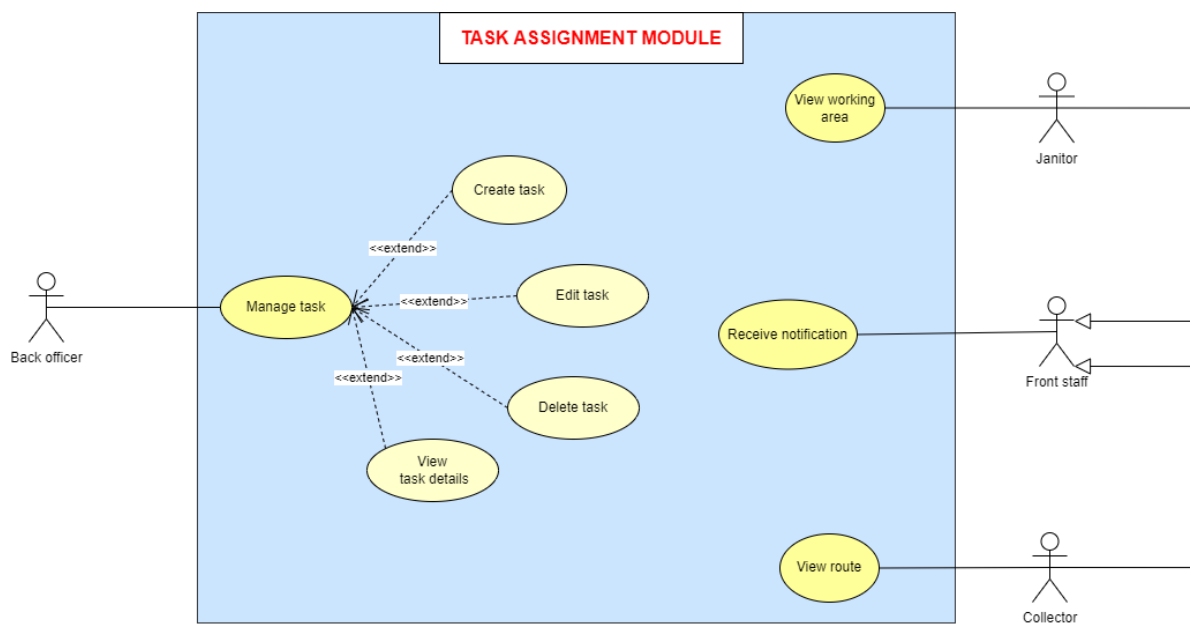 TASK ASSIGNMENT MODULE
View working
area
Janitor
Create task
<<extend>>
Manage task
<<extend>>
Edit task
Back officer
Receive notification
<<extend>>
<<extend>>
Front staff
Delete task
View
task details
View route
Collector